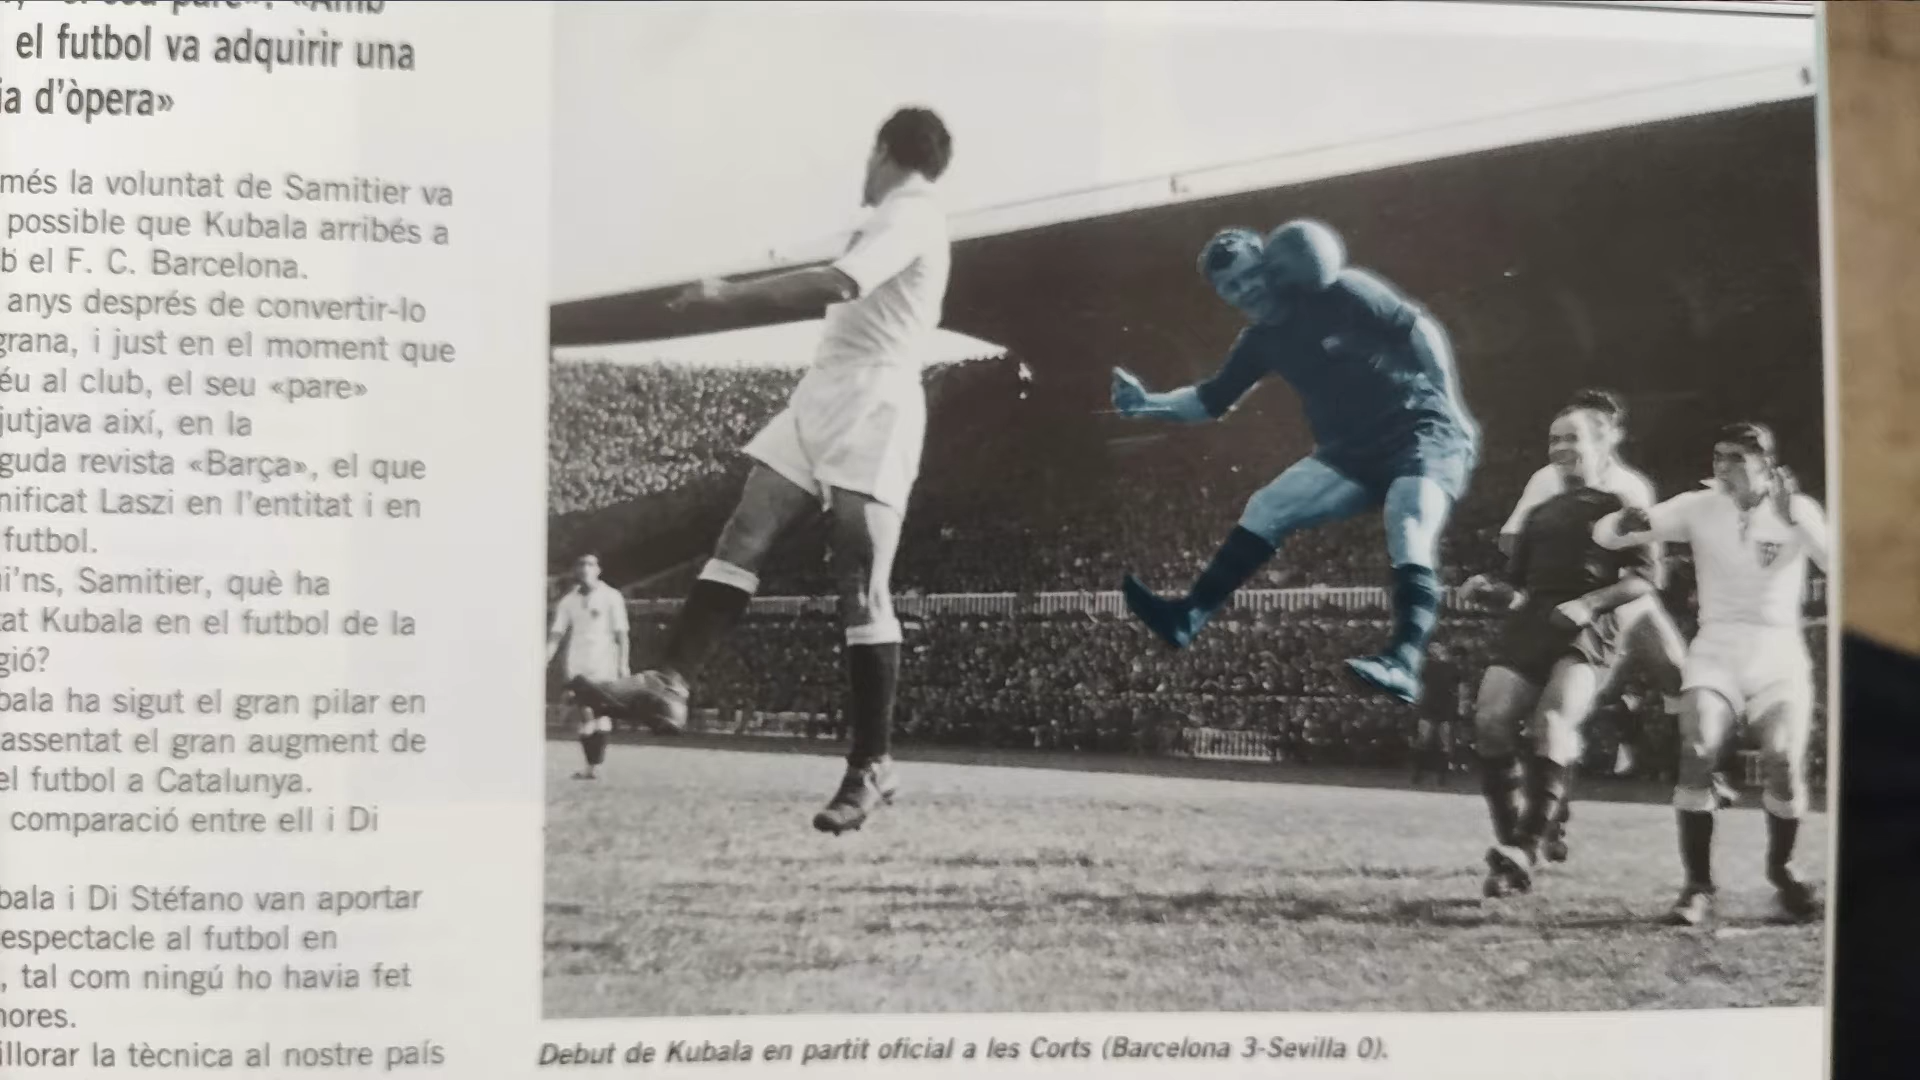 el futbol va adquirir una
d'òpera»
més la voluntat de Samitier va
possible que Kubala arribés a
el F. C. Barcelona.
anys després de convertir-lo
grana, i just en el moment que
al club, el seu «pare»
jutjava així, en la
guda revista «Barça», el que
nificat Laszi en l'entitat i en
futbol.
i'ns, Samitier, què ha
at Kubala en el futbol de la
gió?
bala ha sigut el gran pilar en
assentat el gran augment de
el futbol a Catalunya.
comparació entre ell i Di
bala i Di Stéfano van aportar
espectacle al futbol en
, tal com ningú ho havia fet
nores.
illorar la tècnica al nostre país
Debut de Kubala en partit oficial a les Corts (Barcelona 3-Sevilla 0).